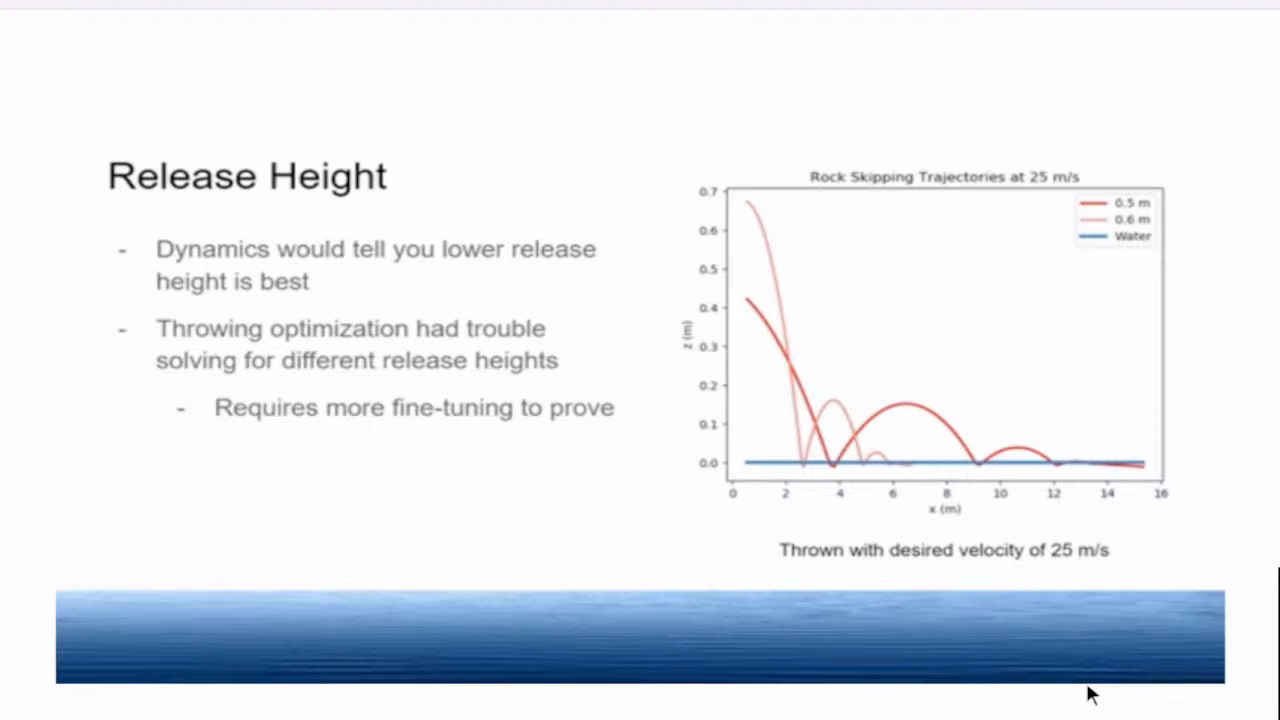 Release Height
- Dynamics would tell you lower release
height is best
- Throwing optimization had trouble
solving for different release heights
- Requires more fine-tuning to prove
Rock Skipping Trajectories at 25 m/s
0.5 m
0.6 m
Water
z (m)
0.7
0.6
0.5
0.4
0.3
0.2
0.1
0.0
0 2 4 6 8 10 12 14 16
x (m)
Thrown with desired velocity of 25 m/s